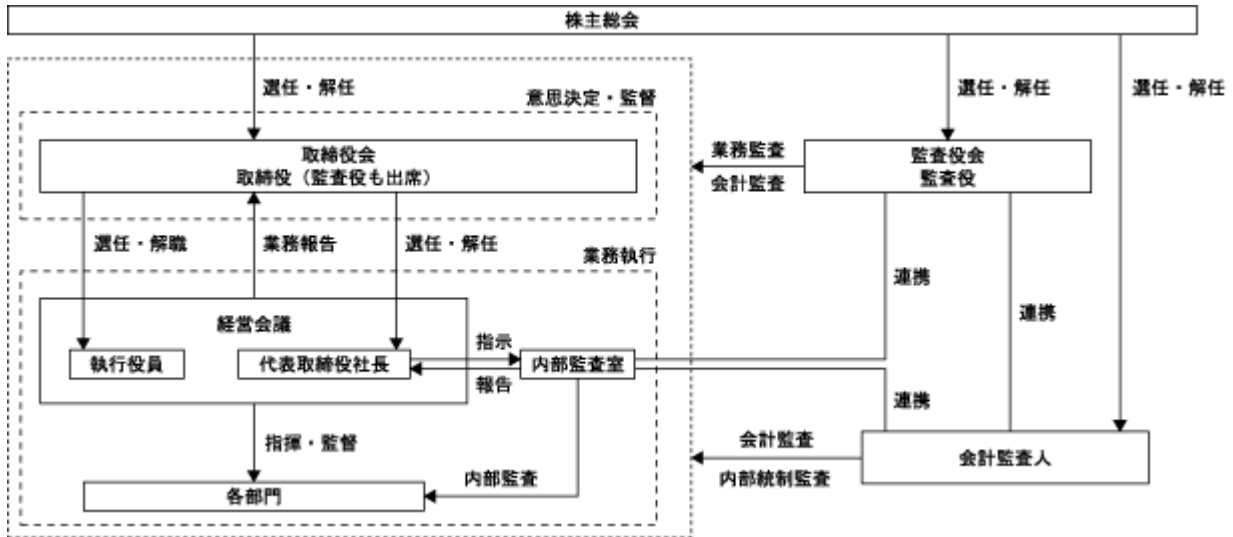 株主総会
選任・解任
選任・解任
選任・解任
意思決定・監督
取締役会
取締役（監査役も出席）
業務監査
会計監査
監査役会
監査役
選任・解職
業務報告
選任・解任
業務執行
連携
連携
経営会議
執行役員
代表取締役社長
指示
報告
内部監査室
連携
指揮・監督
会計監査
内部統制監査
会計監査人
内部監査
各部門